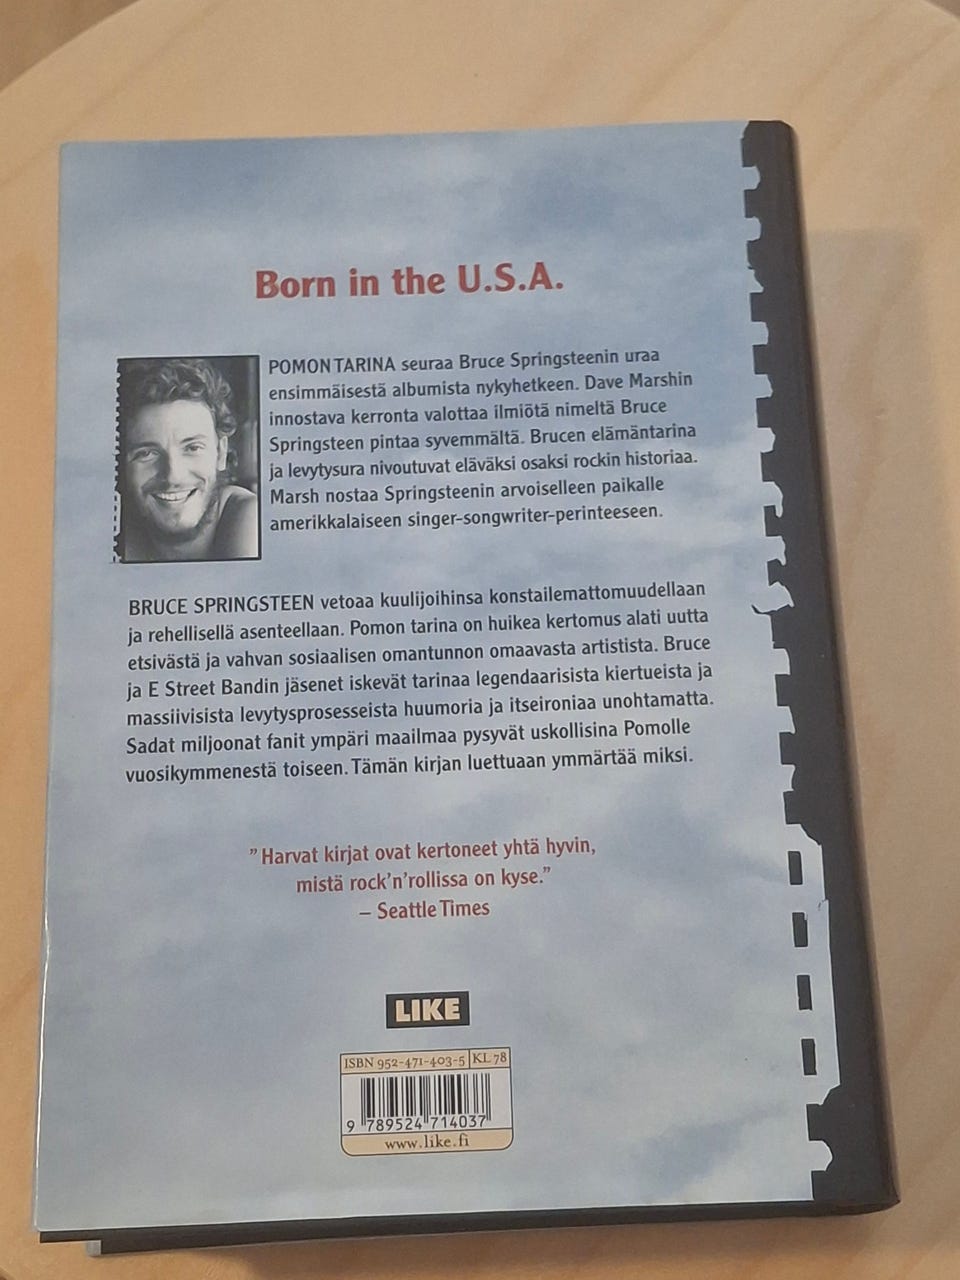 Born in the U.S.A.
POMON TARINA seuraa Bruce Springsteenin uraa
ensimmäisestä albumista nykyhetkeen. Dave Marshin
innostava kerronta valottaa ilmiötä nimeltä Bruce
Springsteen pintaa syvemmältä. Brucen elämäntarina
ja levytysura nivoutuvat eläväksi osaksi rockin historiaa.
Marsh nostaa Springsteenin arvoiselleen paikalle
amerikkalaiseen singer-songwriter-perinteeseen.
BRUCE SPRINGSTEEN vetoaa kuulijoihinsa konstailemattomuudellaan
ja rehellisellä asenteellaan. Pomon tarina on huikea kertomus alati uutta
etsivästä ja vahvan sosiaalisen omantunnon omaavasta artistista. Bruce
ja E Street Bandin jäsenet iskevät tarinaa legendaarisista kiertueista ja
massiivisista levytysprosesseista huumoria ja itseironiaa unohtamatta.
Sadat miljoonat fanit ympäri maailmaa pysyvät uskollisina Pomolle
vuosikymmenestä toiseen. Tämän kirjan luettuaan ymmärtää miksi.
”Harvat kirjat ovat kertoneet yhtä hyvin,
mistä rock'n'rollissa on kyse.”
– Seattle Times
LIKE
ISBN 952-471-403-5 KL 78
9 789524 714037
www.like.fi